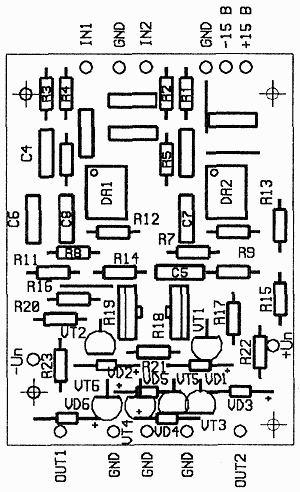 IN1
GND
IN2
GND
-15 В
+15 В
R3
R4
R2
R1
C4
R5
DA1
DA2
C6
C9
C7
R13
R12
R7
R9
R8
R11
R14
C5
R16
R19
R18
R17
R15
R20
VT2
VT1
-Un
R23
R21
R22
+Un
VD2
VD5
VT5
VD1
VT6
VD6
VD3
VT4
VD4
VT3
OUT1
GND
GND
GND
OUT2